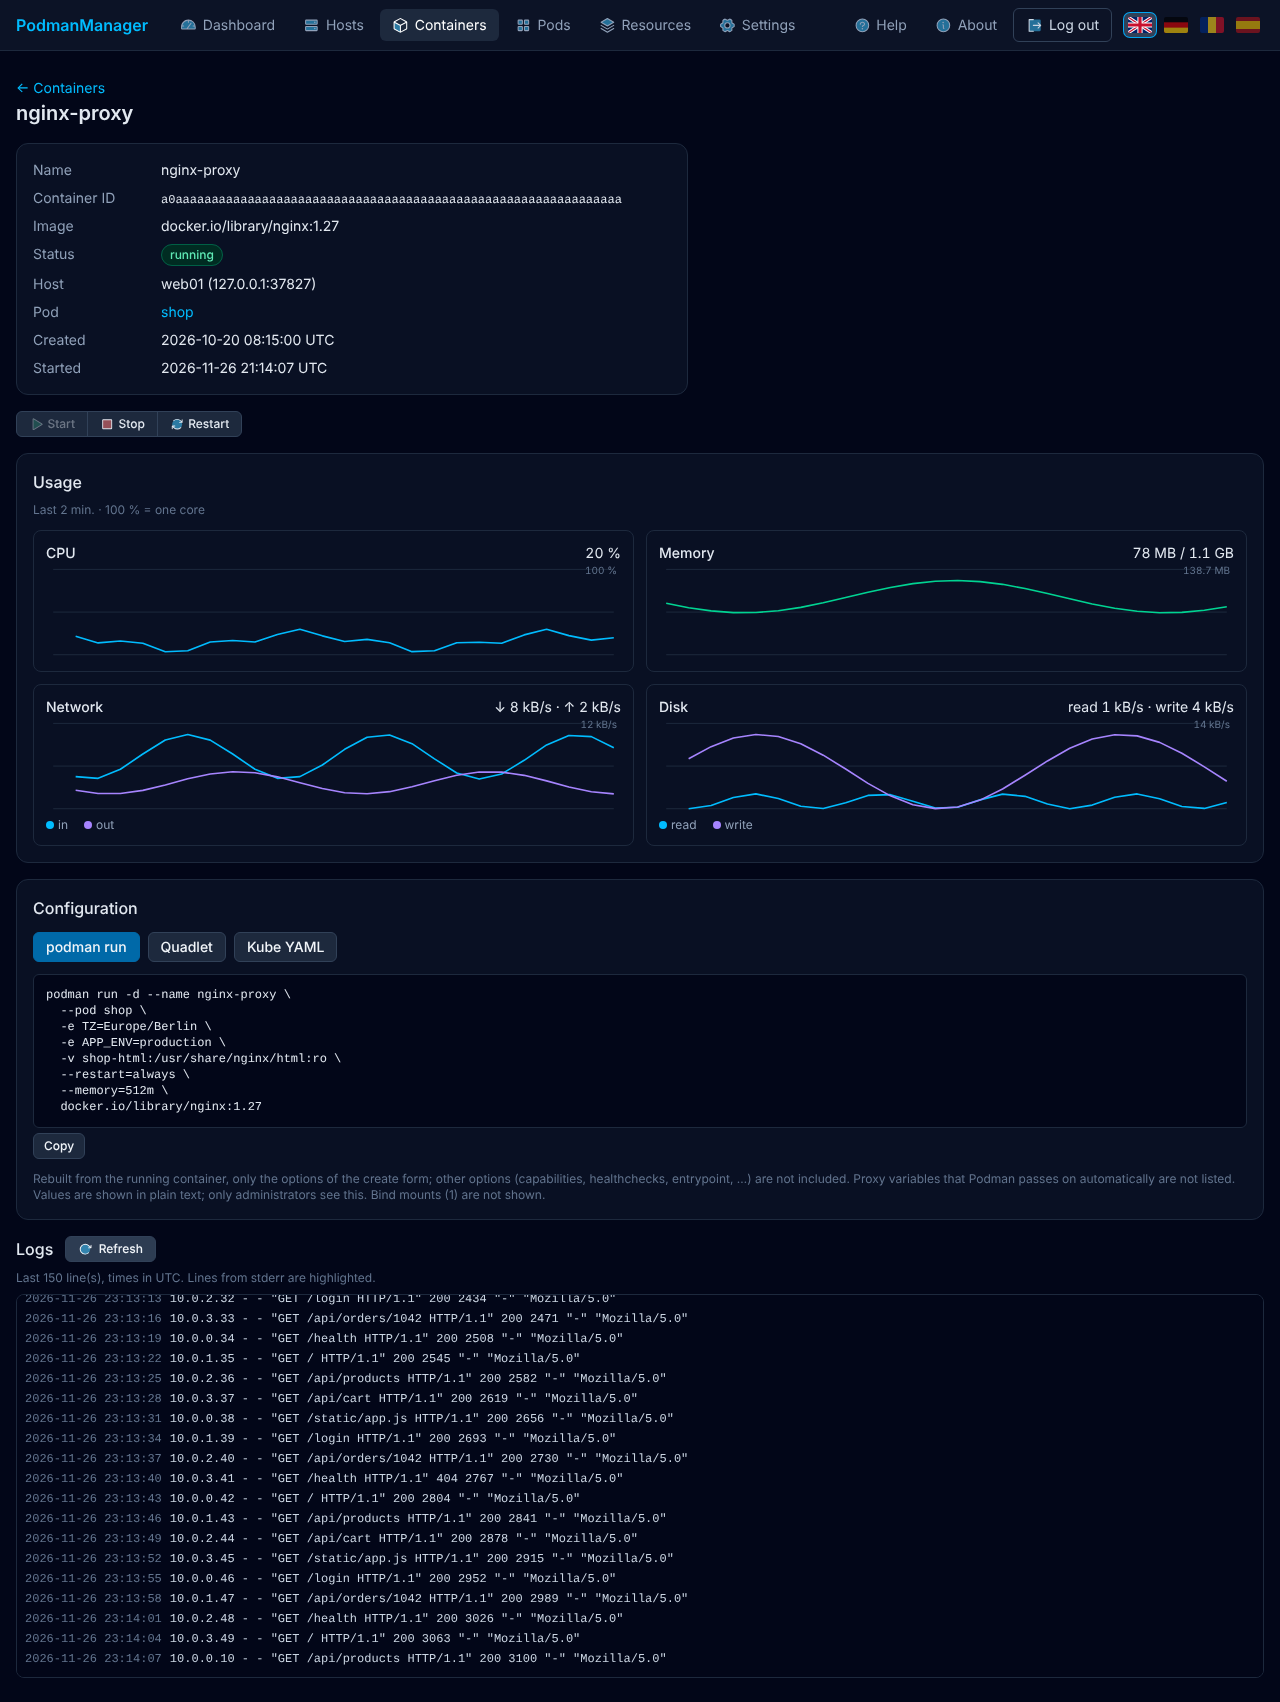 PodmanManager
Dashboard
Hosts
Containers
Pods
Resources
Settings
Help
About
Log out
← Containers
nginx-proxy
Name nginx-proxy
Container ID
Image docker.io/library/nginx:1.27
Status running
Host web01 (127.0.0.1:37827)
Pod shop
Created 2026-10-20 08:15:00 UTC
Started 2026-11-26 21:14:07 UTC
Start
Stop
Restart
Usage
Last 2 min. · 100 % = one core
CPU 20 %
100 %
Memory 78 MB / 1.1 GB
138.7 MB
Network ↓ 8 kB/s · ↑ 2 kB/s
12 kB/s
in out
Disk read 1 kB/s · write 4 kB/s
14 kB/s
read write
Configuration
podman run
Quadlet
Kube YAML
podman run -d --name nginx-proxy \
--pod shop \
-e TZ=Europe/Berlin \
-e APP_ENV=production \
-v shop-html:/usr/share/nginx/html:ro \
--restart=always \
--memory=512m \
docker.io/library/nginx:1.27
Copy
Rebuilt from the running container, only the options of the create form; other options (capabilities, healthchecks, entrypoint, …) are not included. Proxy variables that Podman passes on automatically are not listed.
Values are shown in plain text; only administrators see this. Bind mounts (1) are not shown.
Logs
Refresh
Last 150 line(s), times in UTC. Lines from stderr are highlighted.
2026-11-26 23:13:13 10.0.2.32 - - "GET /login HTTP/1.1" 200 2434 "-" "Mozilla/5.0"
2026-11-26 23:13:16 10.0.3.33 - - "GET /api/orders/1042 HTTP/1.1" 200 2471 "-" "Mozilla/5.0"
2026-11-26 23:13:19 10.0.0.34 - - "GET /health HTTP/1.1" 200 2508 "-" "Mozilla/5.0"
2026-11-26 23:13:22 10.0.1.35 - - "GET / HTTP/1.1" 200 2545 "-" "Mozilla/5.0"
2026-11-26 23:13:25 10.0.2.36 - - "GET /api/products HTTP/1.1" 200 2582 "-" "Mozilla/5.0"
2026-11-26 23:13:28 10.0.3.37 - - "GET /api/cart HTTP/1.1" 200 2619 "-" "Mozilla/5.0"
2026-11-26 23:13:31 10.0.0.38 - - "GET /static/app.js HTTP/1.1" 200 2656 "-" "Mozilla/5.0"
2026-11-26 23:13:34 10.0.1.39 - - "GET /login HTTP/1.1" 200 2693 "-" "Mozilla/5.0"
2026-11-26 23:13:37 10.0.2.40 - - "GET /api/orders/1042 HTTP/1.1" 200 2730 "-" "Mozilla/5.0"
2026-11-26 23:13:40 10.0.3.41 - - "GET /health HTTP/1.1" 404 2767 "-" "Mozilla/5.0"
2026-11-26 23:13:43 10.0.0.42 - - "GET / HTTP/1.1" 200 2804 "-" "Mozilla/5.0"
2026-11-26 23:13:46 10.0.1.43 - - "GET /api/products HTTP/1.1" 200 2841 "-" "Mozilla/5.0"
2026-11-26 23:13:49 10.0.2.44 - - "GET /api/cart HTTP/1.1" 200 2878 "-" "Mozilla/5.0"
2026-11-26 23:13:52 10.0.3.45 - - "GET /static/app.js HTTP/1.1" 200 2915 "-" "Mozilla/5.0"
2026-11-26 23:13:55 10.0.0.46 - - "GET /login HTTP/1.1" 200 2952 "-" "Mozilla/5.0"
2026-11-26 23:13:58 10.0.1.47 - - "GET /api/orders/1042 HTTP/1.1" 200 2989 "-" "Mozilla/5.0"
2026-11-26 23:14:01 10.0.2.48 - - "GET /health HTTP/1.1" 200 3026 "-" "Mozilla/5.0"
2026-11-26 23:14:04 10.0.3.49 - - "GET / HTTP/1.1" 200 3063 "-" "Mozilla/5.0"
2026-11-26 23:14:07 10.0.0.10 - - "GET /api/products HTTP/1.1" 200 3100 "-" "Mozilla/5.0"